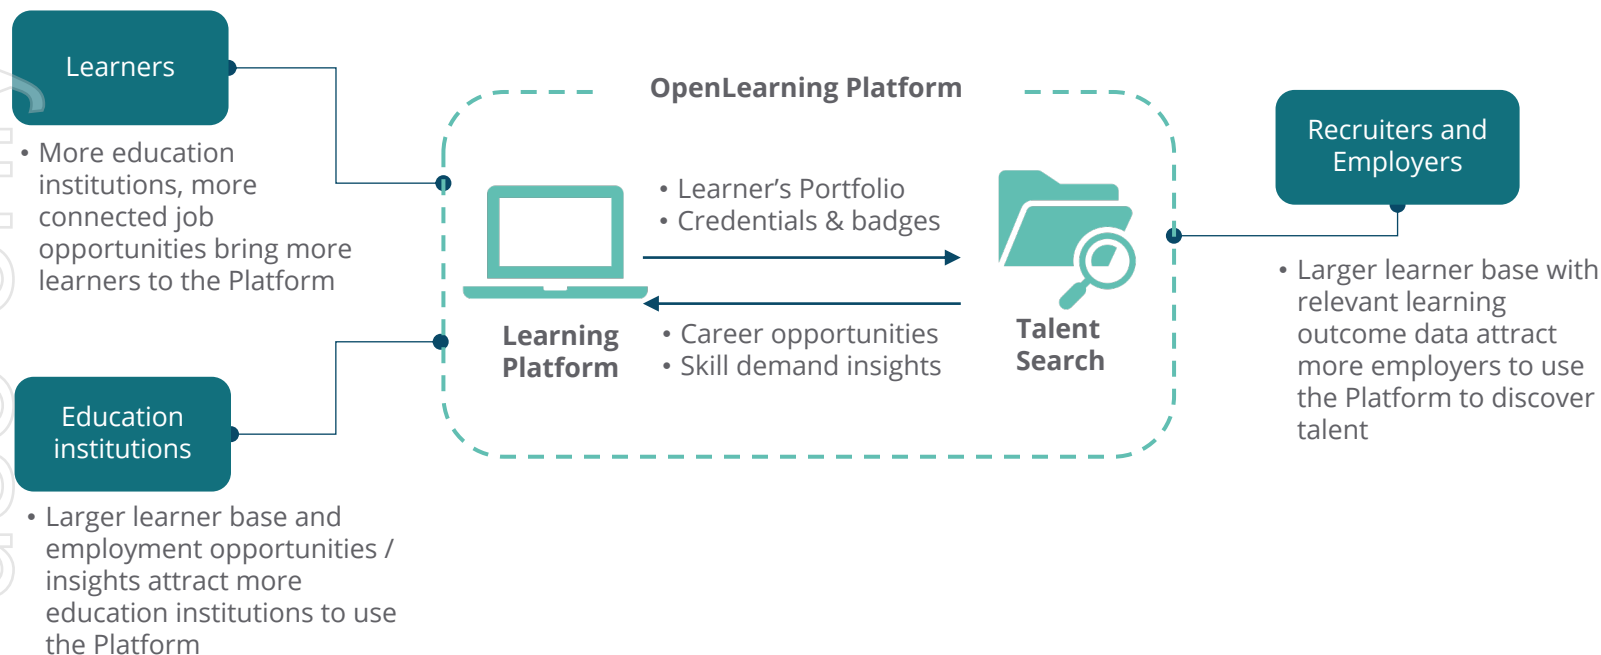 Learners
• More education
institutions, more
connected job
opportunities bring more
learners to the Platform
Education
institutions
• Larger learner base and
employment opportunities /
insights attract more
education institutions to use
the Platform
OpenLearning Platform
• Learner’s Portfolio
• Credentials & badges
Learning
Platform
• Career opportunities
• Skill demand insights
Talent
Search
Recruiters and
Employers
• Larger learner base with
relevant learning
outcome data attract
more employers to use
the Platform to discover
talent